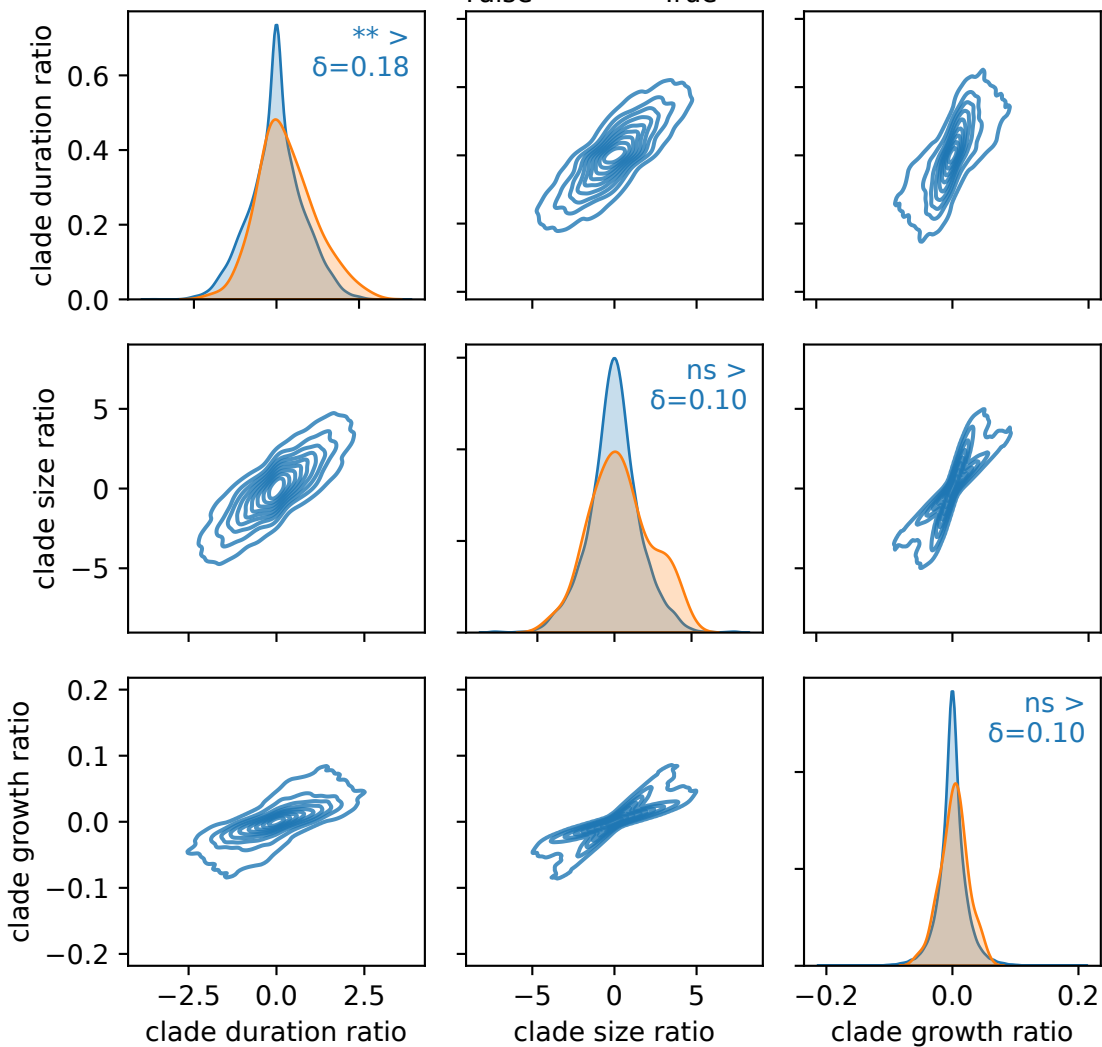 ** >
δ=0.18
clade duration ratio
0.6
0.4
0.2
0.0
ns >
δ=0.10
clade size ratio
5
0
−5
ns >
δ=0.10
clade growth ratio
0.2
0.1
0.0
−0.1
−0.2
−2.5 0.0 2.5
−5 0 5
−0.2 0.0 0.2
clade duration ratio
clade size ratio
clade growth ratio